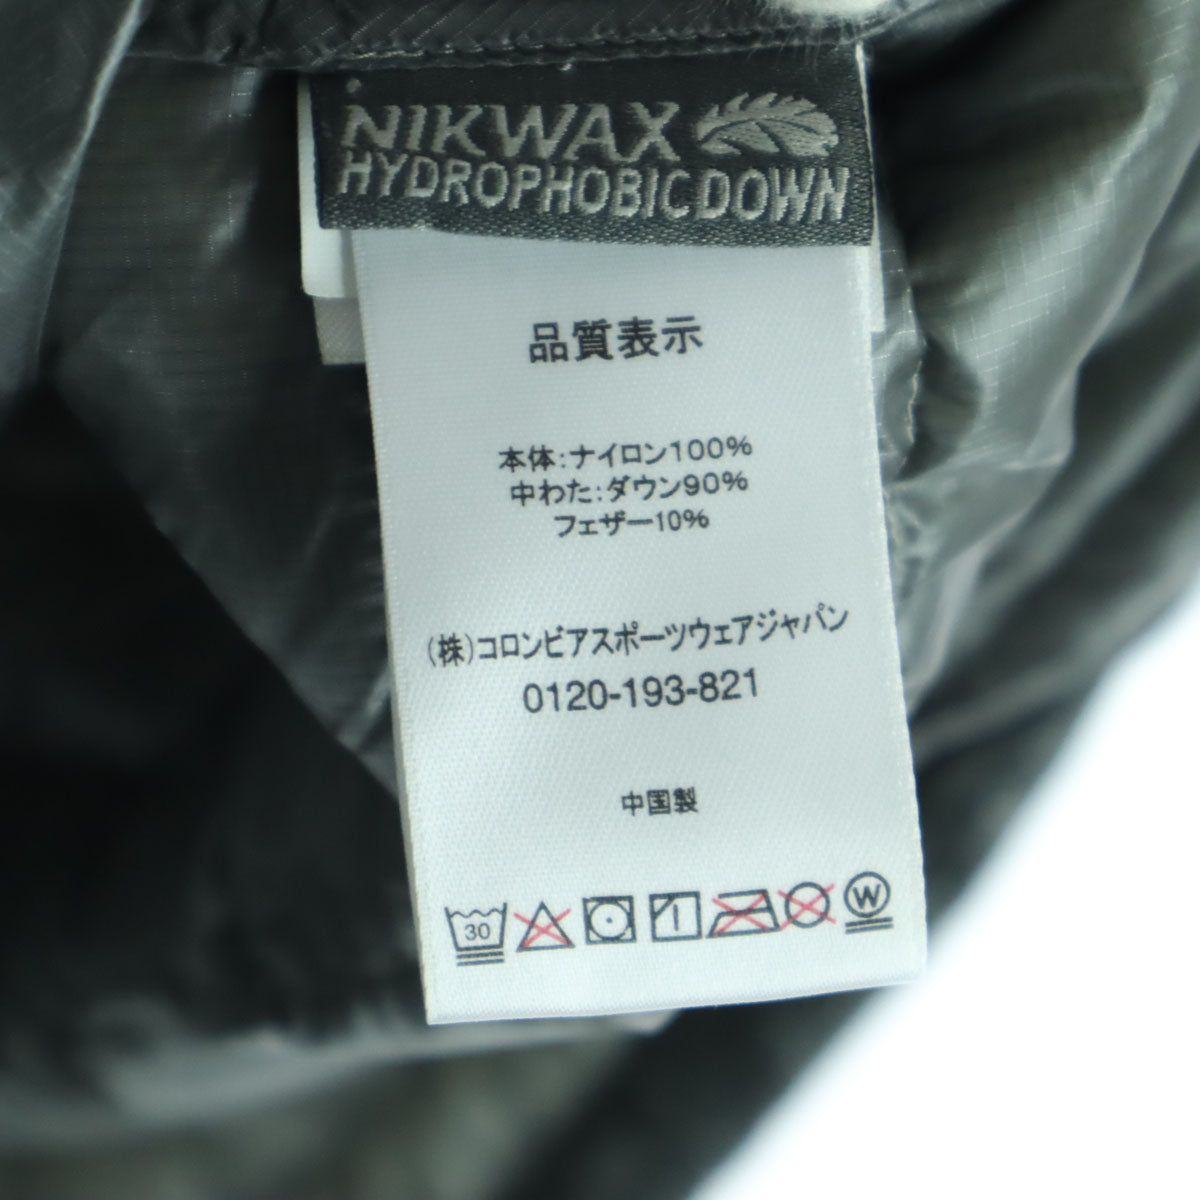 NIKWAX
HYDROPHOBIC DOWN
品質表示
本体:ナイロン100%
中わた:ダウン90%
フェザー10%
(株)コロンビアスポーツウェアジャパン
0120-193-821
中国製
30
W